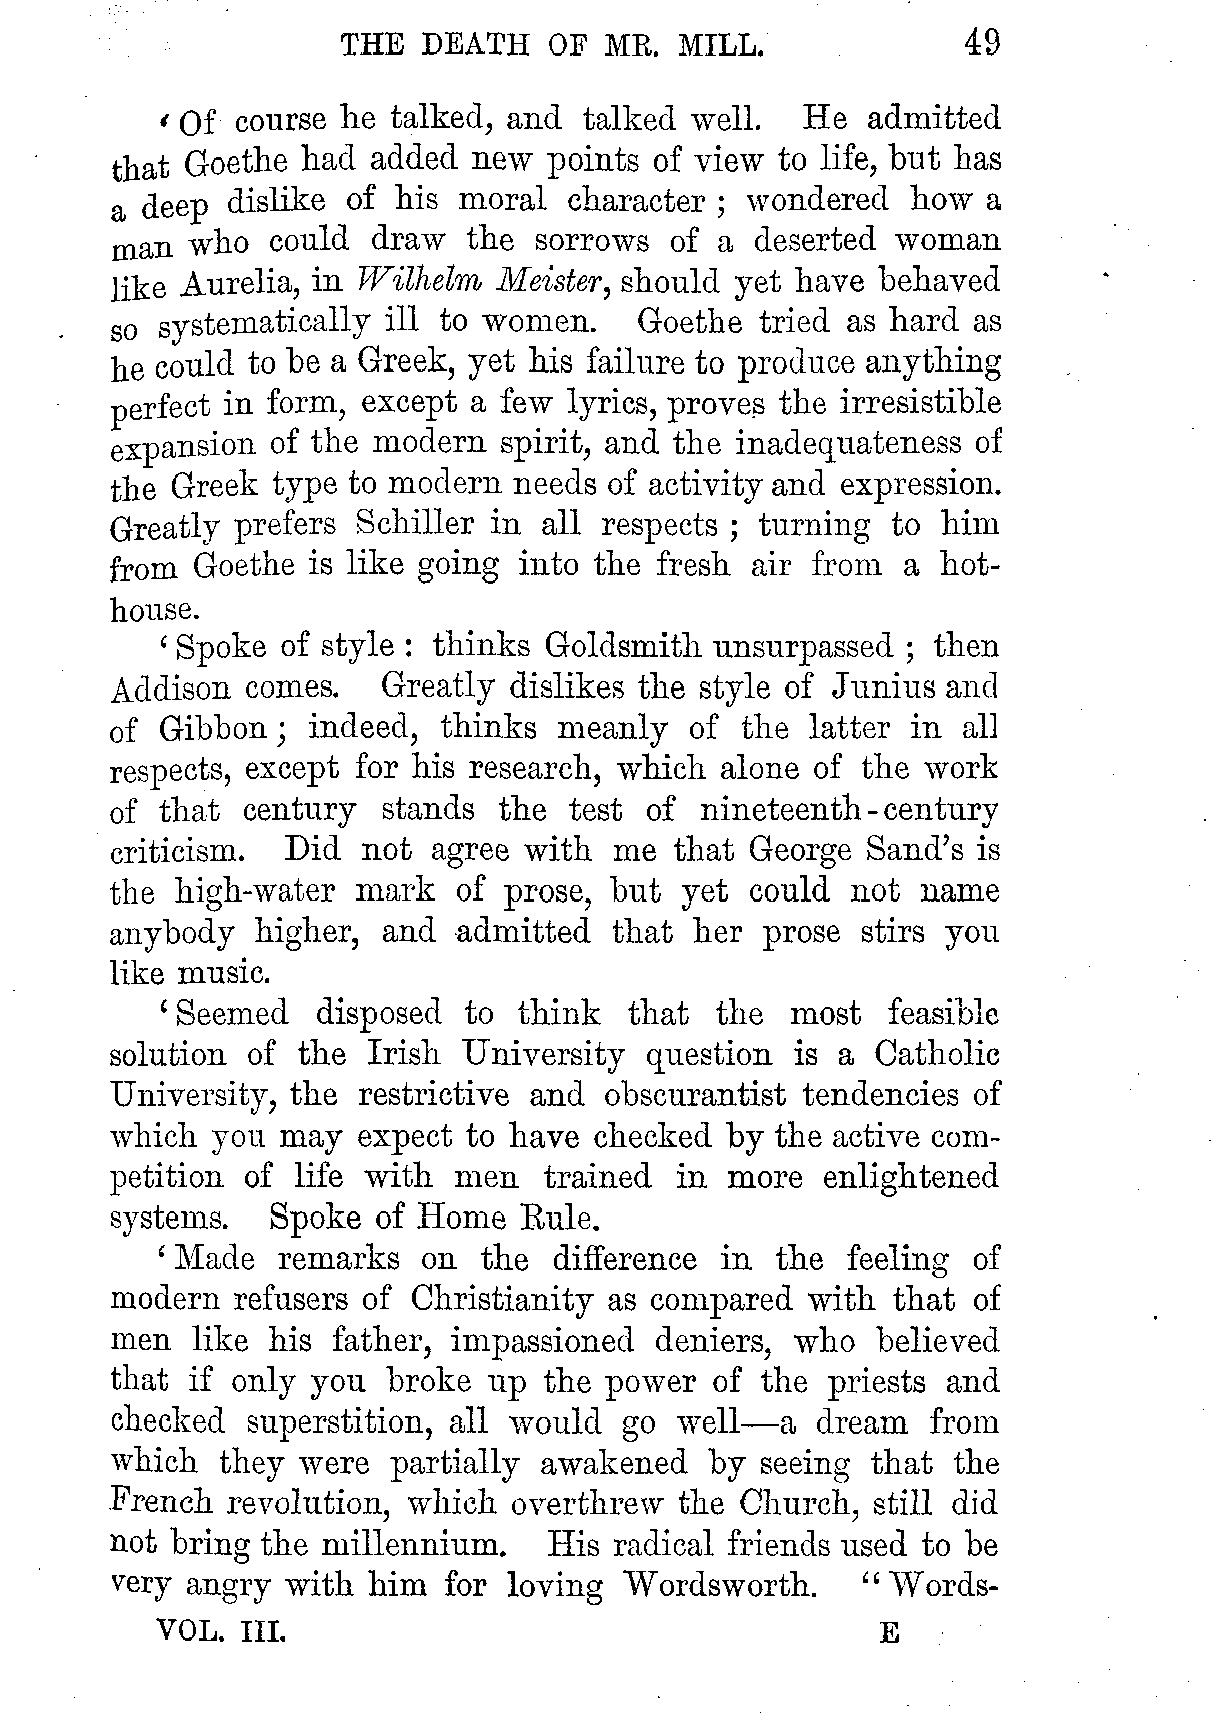 THE DEATH OF MR. MILL. 49
‘Of course he talked, and talked well. He admitted
that Goethe had added new points of view to life, but has
a deep dislike of his moral character ; wondered how a
man who could draw the sorrows of a deserted woman
like Aurelia, in Wilhelm Meister, should yet have behaved
so systematically ill to women. Goethe tried as hard as
he could to be a Greek, yet his failure to produce anything
perfect in form, except a few lyrics, proves the irresistible
expansion of the modern spirit, and the inadequateness of
the Greek type to modern needs of activity and expression.
Greatly prefers Schiller in all respects ; turning to him
from Goethe is like going into the fresh air from a hot-
house.
‘Spoke of style : thinks Goldsmith unsurpassed ; then
Addison comes. Greatly dislikes the style of Junius and
of Gibbon ; indeed, thinks meanly of the latter in all
respects, except for his research, which alone of the work
of that century stands the test of nineteenth-century
criticism. Did not agree with me that George Sand's is
the high-water mark of prose, but yet could not name
anybody higher, and admitted that her prose stirs you
like music.
‘Seemed disposed to think that the most feasible
solution of the Irish University question is a Catholic
University, the restrictive and obscurantist tendencies of
which you may expect to have checked by the active com-
petition of life with men trained in more enlightened
systems. Spoke of Home Rule.
‘Made remarks on the difference in the feeling of
modern refusers of Christianity as compared with that of
men like his father, impassioned deniers, who believed
that if only you broke up the power of the priests and
checked superstition, all would go well—a dream from
which they were partially awakened by seeing that the
French revolution, which overthrew the Church, still did
not bring the millennium. His radical friends used to be
very angry with him for loving Wordsworth. “Words-
VOL. III. E